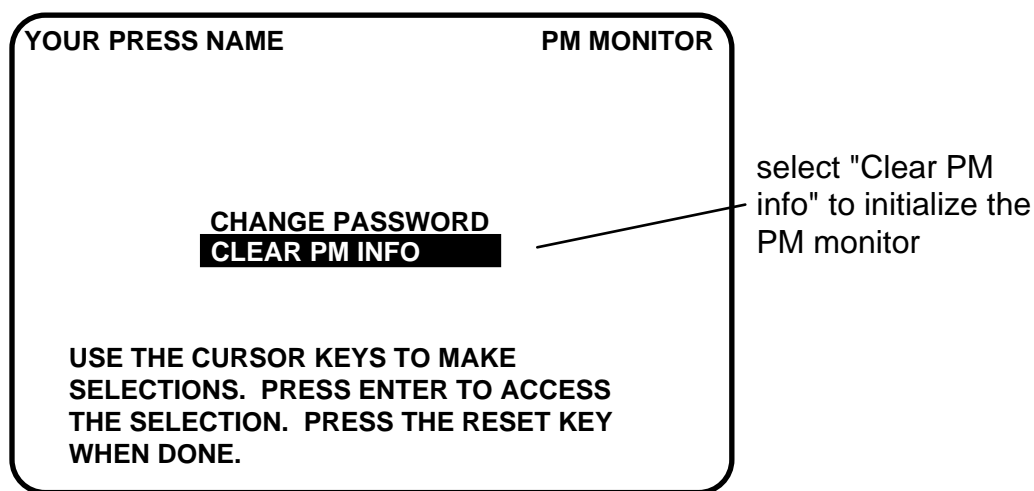 YOUR PRESS NAME PM MONITOR
CHANGE PASSWORD
CLEAR PM INFO
USE THE CURSOR KEYS TO MAKE
SELECTIONS.  PRESS ENTER TO ACCESS
THE SELECTION.  PRESS THE RESET KEY
WHEN DONE.
select "Clear PM
info" to initialize the
PM monitor